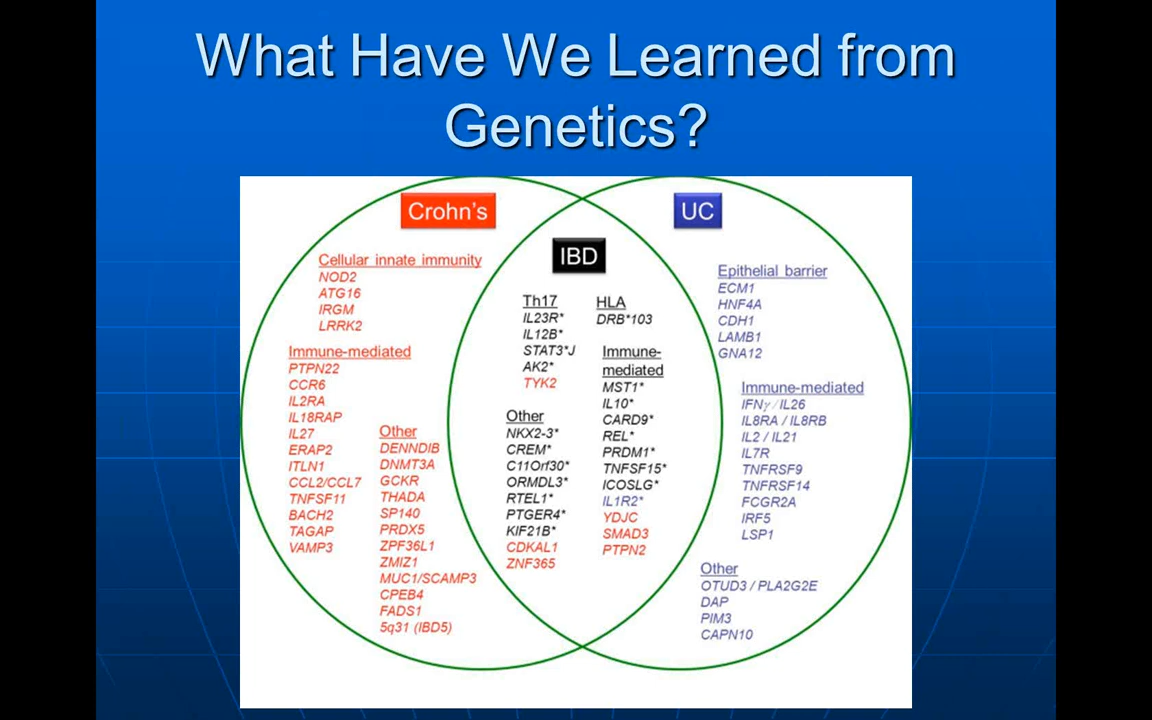 What Have We Learned from
Genetics?
Crohn's
UC
IBD
Cellular innate immunity
NOD2
ATG16
IRGM
LRRK2
Immune-mediated
PTPN22
CCR6
IL2RA
IL18RAP
IL27
ERAP2
ITLN1
CCL2/CCL7
TNFSF11
BACH2
TAGAP
VAMP3
Other
DENNDIB
DNMT3A
GCKR
THADA
SP140
PRDX5
ZPF36L1
ZMIZ1
MUC1/SCAMP3
CPEB4
FADS1
5q31 (IBD5)
Th17
IL23R*
IL12B*
STAT3*J
AK2*
TYK2
Other
NKX2-3*
CREM*
C11Orf30*
ORMDL3*
RTEL1*
PTGER4*
KIF21B*
CDKAL1
ZNF365
HLA
DRB*103
Immune-
mediated
MST1*
IL10*
CARD9*
REL*
PRDM1*
TNFSF15*
ICOSLG*
IL1R2*
YDJC
SMAD3
PTPN2
Epithelial barrier
ECM1
HNF4A
CDH1
LAMB1
GNA12
Immune-mediated
IFNγ / IL26
IL8RA / IL8RB
IL2 / IL21
IL7R
TNFRSF9
TNFRSF14
FCGR2A
IRF5
LSP1
Other
OTUD3 / PLA2G2E
DAP
PIM3
CAPN10